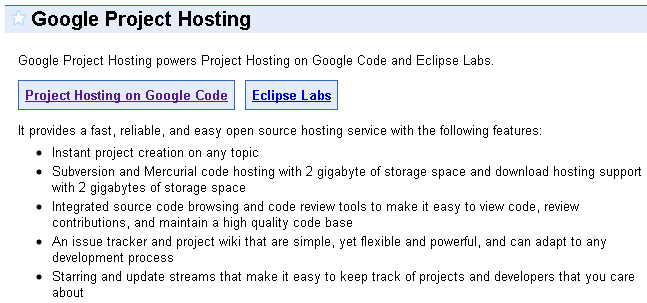 Google Project Hosting
Google Project Hosting powers Project Hosting on Google Code and Eclipse Labs.
Project Hosting on Google Code Eclipse Labs
It provides a fast, reliable, and easy open source hosting service with the following features:
• Instant project creation on any topic
• Subversion and Mercurial code hosting with 2 gigabyte of storage space and download hosting support
with 2 gigabytes of storage space
• Integrated source code browsing and code review tools to make it easy to view code, review
contributions, and maintain a high quality code base
• An issue tracker and project wiki that are simple, yet flexible and powerful, and can adapt to any
development process
• Starring and update streams that make it easy to keep track of projects and developers that you care
about